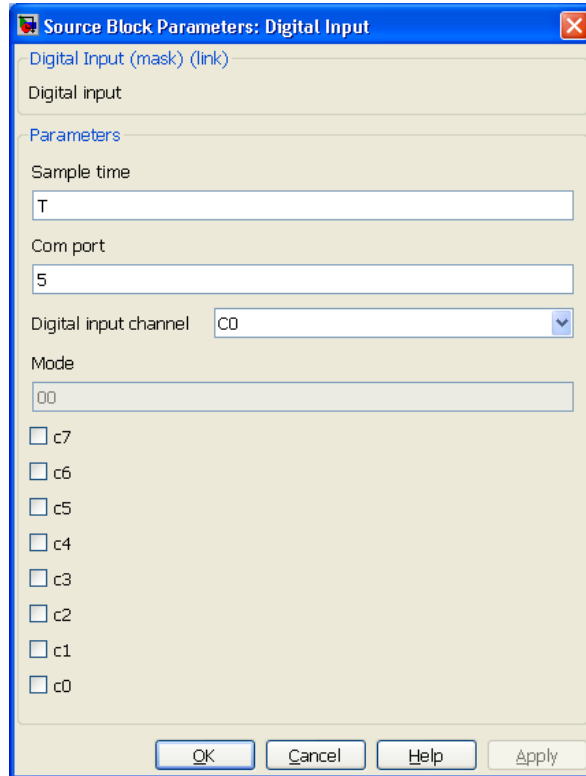 Source Block Parameters: Digital Input
Digital Input (mask) (link)
Digital input
Parameters
Sample time
T
Com port
5
Digital input channel C0
Mode
00
c7
c6
c5
c4
c3
c2
c1
c0
OK Cancel Help Apply